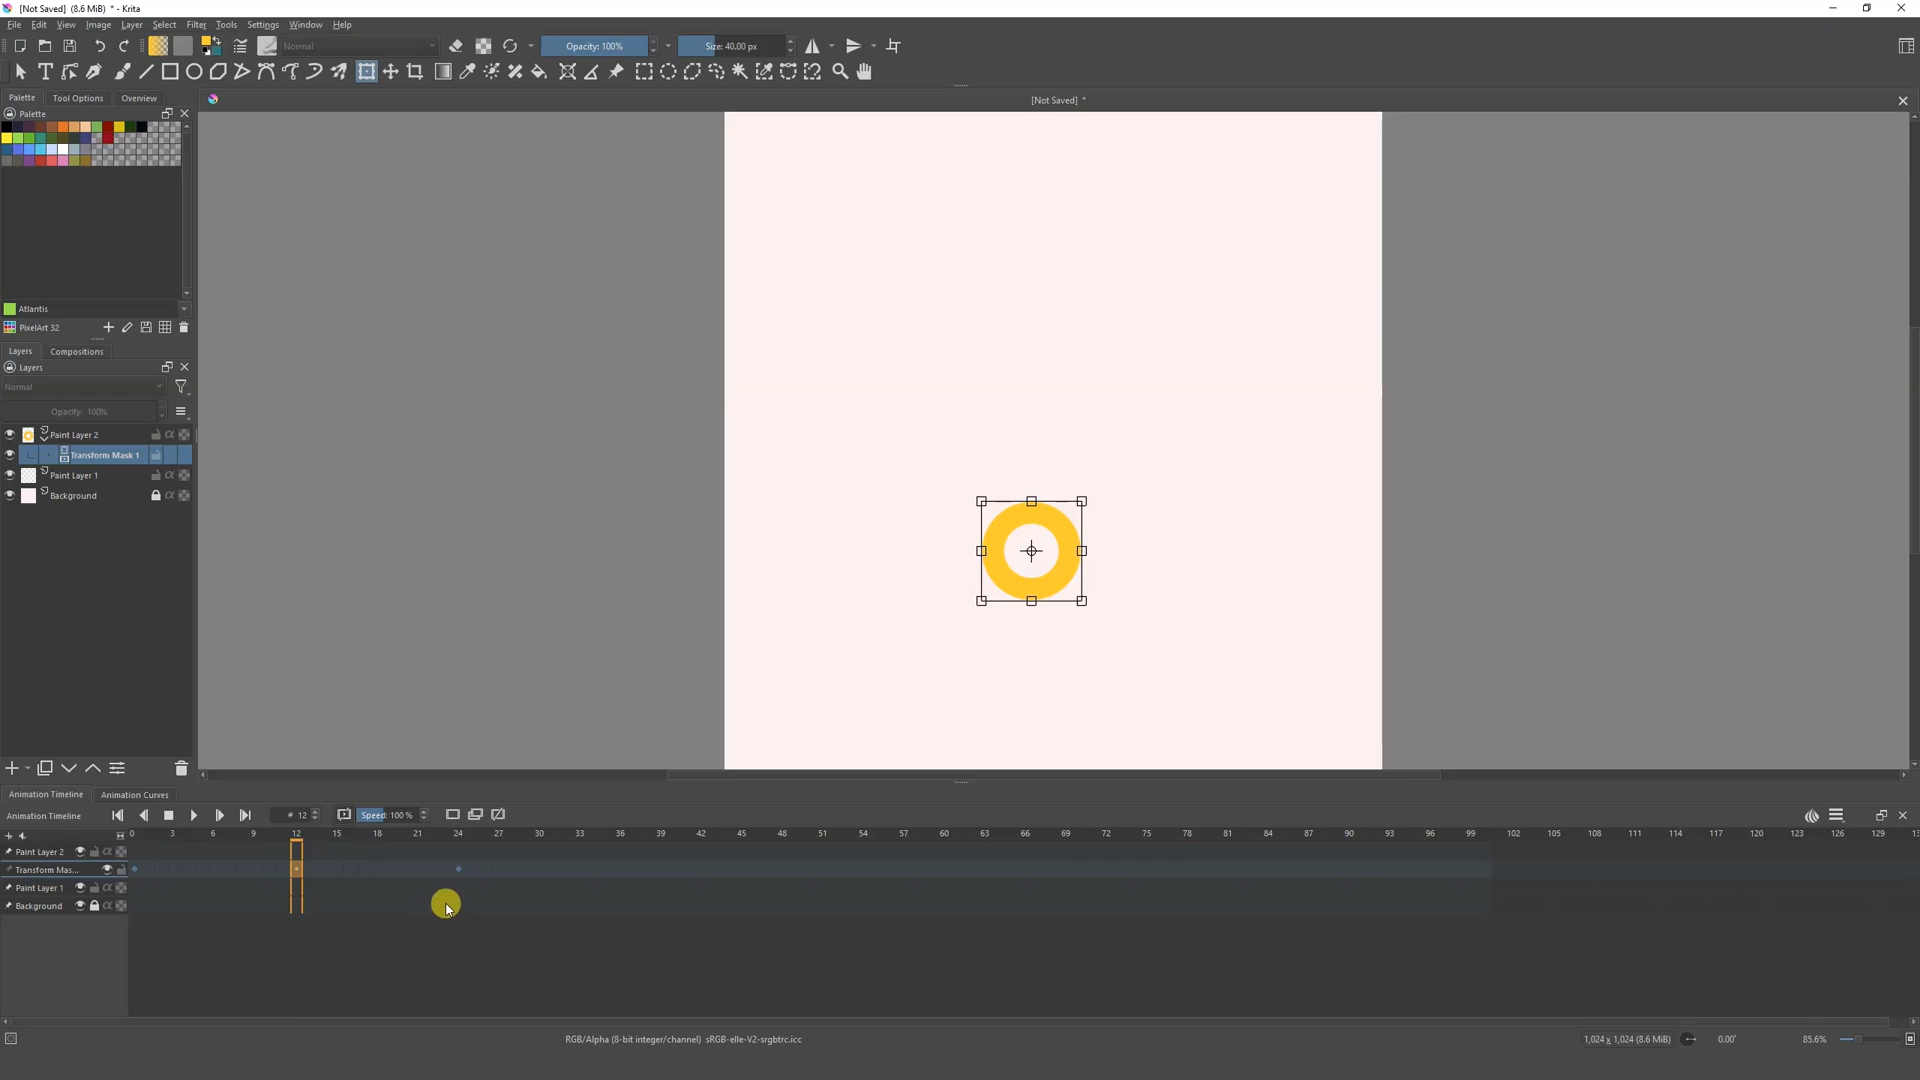 [Not Saved] (8.6 MiB) * - Krita
File Edit View Image Layer Select Filter Tools Settings Window Help
Normal Opacity: 100% Size: 40.00 px
Palette Tool Options Overview
[Not Saved] *
Palette
Atlantis
PixelArt 32
Layers Compositions
Layers
Normal
Opacity: 100%
Paint Layer 2
Transform Mask 1
Paint Layer 1
Background
Animation Timeline Animation Curves
Animation Timeline # 12 Speed: 100 %
0 3 6 9 12 15 18 21 24 27 30 33 36 39 42 45 48 51 54 57 60 63 66 69 72 75 78 81 84 87 90 93 96 99 102 105 108 111 114 117 120 123 126 129
Paint Layer 2
Transform Mas...
Paint Layer 1
Background
RGB/Alpha (8-bit integer/channel) sRGB-elle-V2-srgbtrc.icc 1,024 x 1,024 (8.6 MiB) 0.00° 85.6%